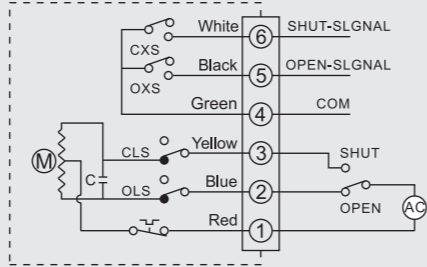 White 6 SHUT-SLGNAL
CXS
Black 5 OPEN-SLGNAL
OXS
Green 4 COM
Yellow 3 SHUT
CLS
M
C
Blue 2
OLS
OPEN AC
Red 1